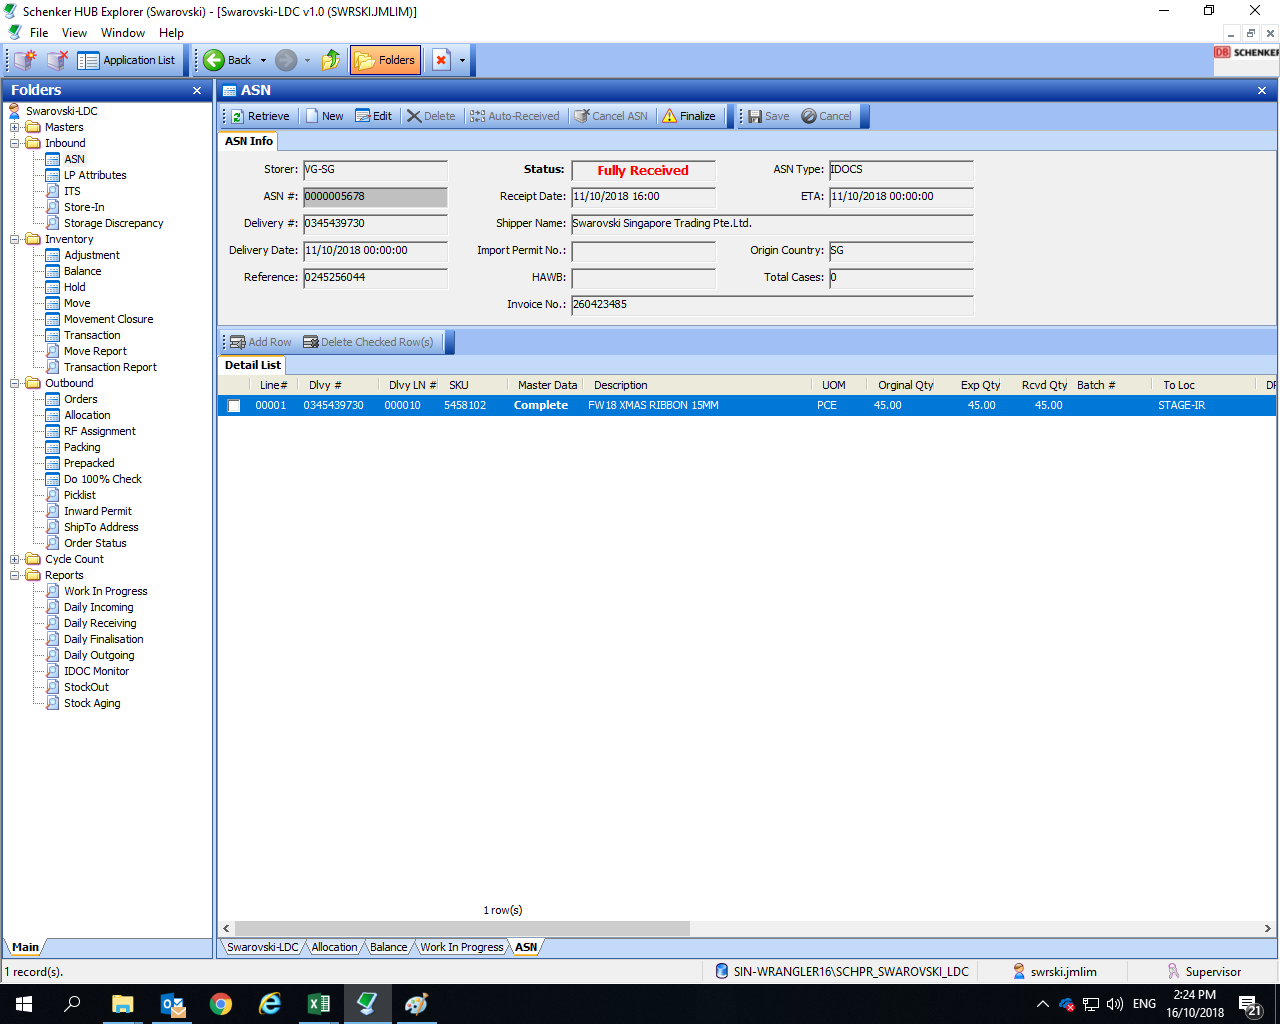 Schenker HUB Explorer (Swarovski) - [Swarovski-LDC v1.0 (SWRSKI.JMLIM)]
File View Window Help
Application List Back Folders DB SCHENKER
Folders
Swarovski-LDC
Masters
Inbound
ASN
LP Attributes
ITS
Store-In
Storage Discrepancy
Inventory
Adjustment
Balance
Hold
Move
Movement Closure
Transaction
Move Report
Transaction Report
Outbound
Orders
Allocation
RF Assignment
Packing
Prepacked
Do 100% Check
Picklist
Inward Permit
ShipTo Address
Order Status
Cycle Count
Reports
Work In Progress
Daily Incoming
Daily Receiving
Daily Finalisation
Daily Outgoing
IDOC Monitor
StockOut
Stock Aging
Main
ASN
Retrieve New Edit Delete Auto-Received Cancel ASN Finalize Save Cancel
ASN Info
Storer: VG-SG Status: Fully Received ASN Type: IDOCS
ASN #: 0000005678 Receipt Date: 11/10/2018 16:00 ETA: 11/10/2018 00:00:00
Delivery #: 0345439730 Shipper Name: Swarovski Singapore Trading Pte.Ltd.
Delivery Date: 11/10/2018 00:00:00 Import Permit No.: Origin Country: SG
Reference: 0245256044 HAWB: Total Cases: 0
Invoice No.: 260423485
Add Row Delete Checked Row(s)
Detail List
Line# Dlvy # Dlvy LN # SKU Master Data Description UOM Orginal Qty Exp Qty Rcvd Qty Batch # To Loc DF
00001 0345439730 000010 5458102 Complete FW18 XMAS RIBBON 15MM PCE 45.00 45.00 45.00 STAGE-IR
1 row(s)
Swarovski-LDC Allocation Balance Work In Progress ASN
1 record(s). SIN-WRANGLER16\SCHPR_SWAROVSKI_LDC swrski.jmlim Supervisor
ENG 2:24 PM 16/10/2018 21